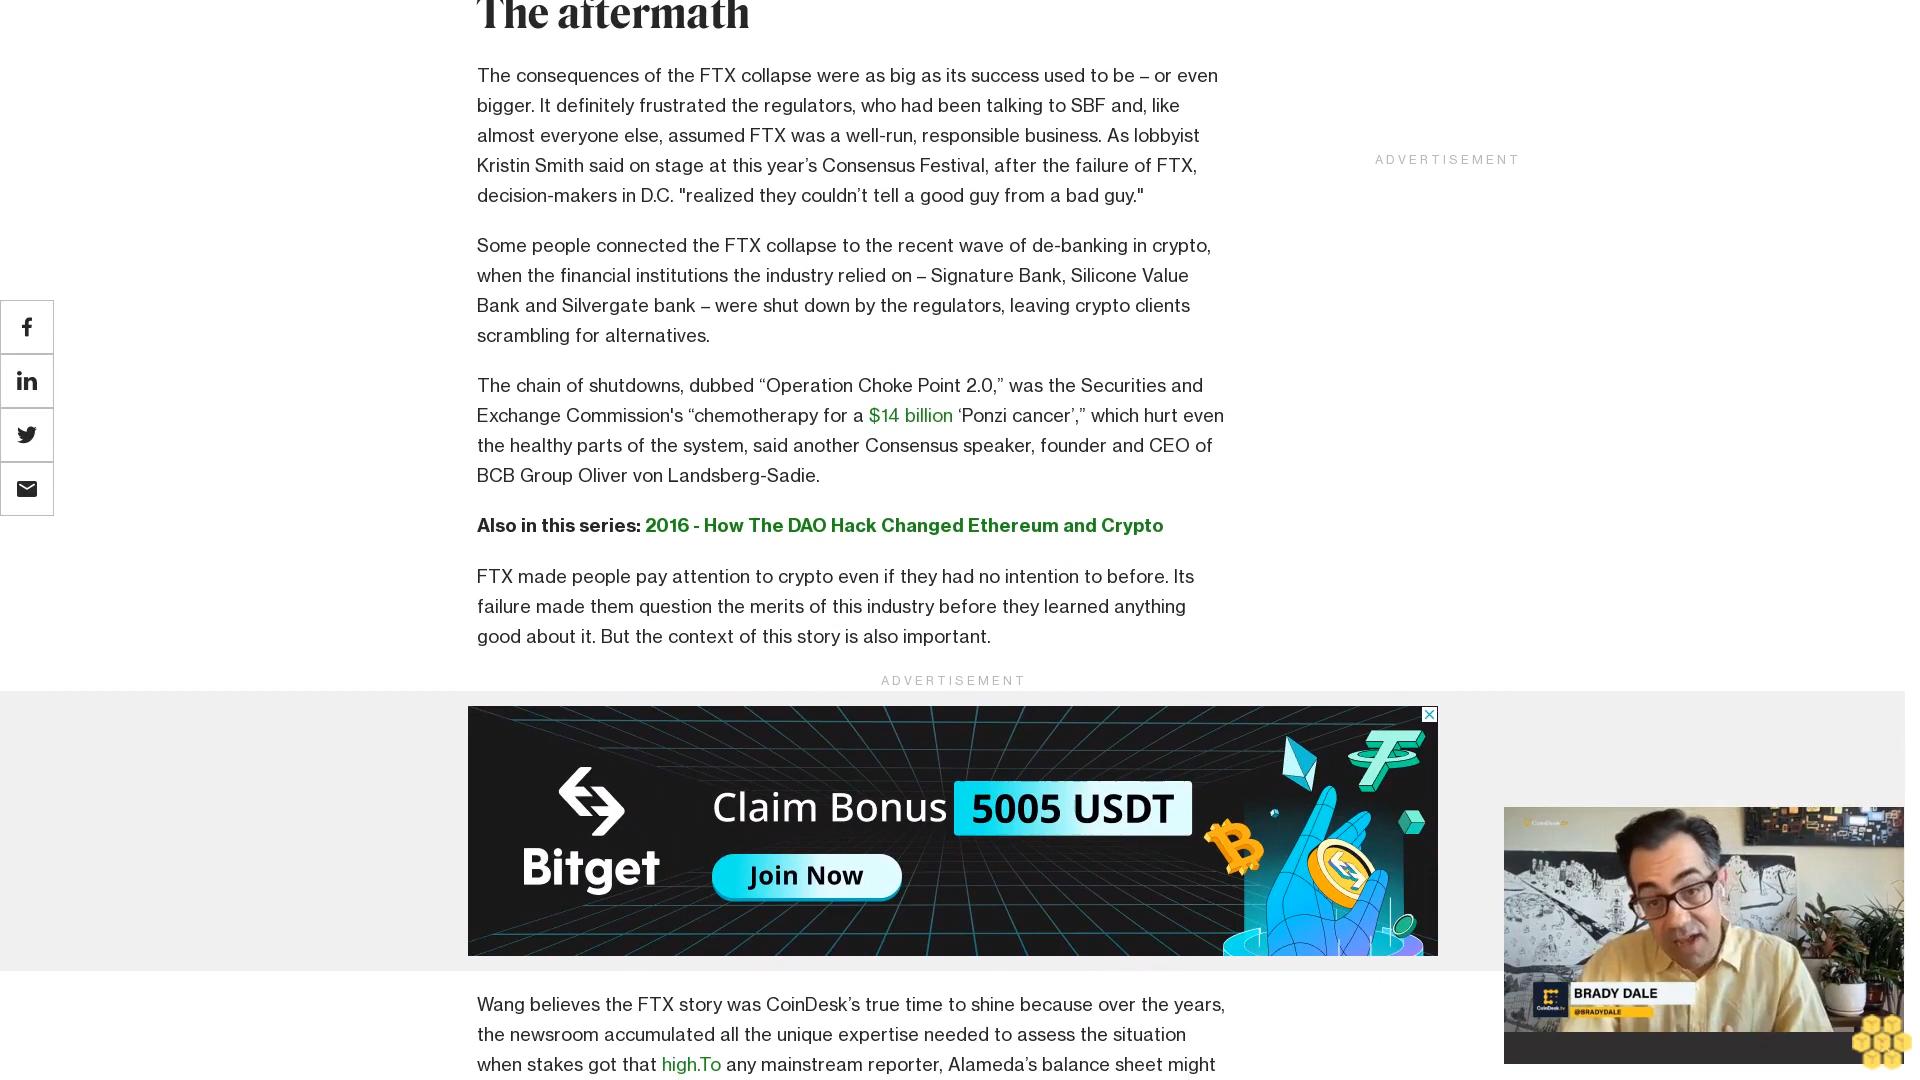 The aftermath
The consequences of the FTX collapse were as big as its success used to be – or even
bigger. It definitely frustrated the regulators, who had been talking to SBF and, like
almost everyone else, assumed FTX was a well-run, responsible business. As lobbyist
Kristin Smith said on stage at this year’s Consensus Festival, after the failure of FTX,
decision-makers in D.C. "realized they couldn’t tell a good guy from a bad guy."
ADVERTISEMENT
Some people connected the FTX collapse to the recent wave of de-banking in crypto,
when the financial institutions the industry relied on – Signature Bank, Silicone Value
Bank and Silvergate bank – were shut down by the regulators, leaving crypto clients
scrambling for alternatives.
The chain of shutdowns, dubbed “Operation Choke Point 2.0,” was the Securities and
Exchange Commission's “chemotherapy for a $14 billion ‘Ponzi cancer’,” which hurt even
the healthy parts of the system, said another Consensus speaker, founder and CEO of
BCB Group Oliver von Landsberg-Sadie.
Also in this series: 2016 - How The DAO Hack Changed Ethereum and Crypto
FTX made people pay attention to crypto even if they had no intention to before. Its
failure made them question the merits of this industry before they learned anything
good about it. But the context of this story is also important.
ADVERTISEMENT
Bitget
Claim Bonus 5005 USDT
Join Now
CoinDesk
BRADY DALE
@BRADYDALE
CoinDesk.tv
Wang believes the FTX story was CoinDesk’s true time to shine because over the years,
the newsroom accumulated all the unique expertise needed to assess the situation
when stakes got that high.To any mainstream reporter, Alameda’s balance sheet might